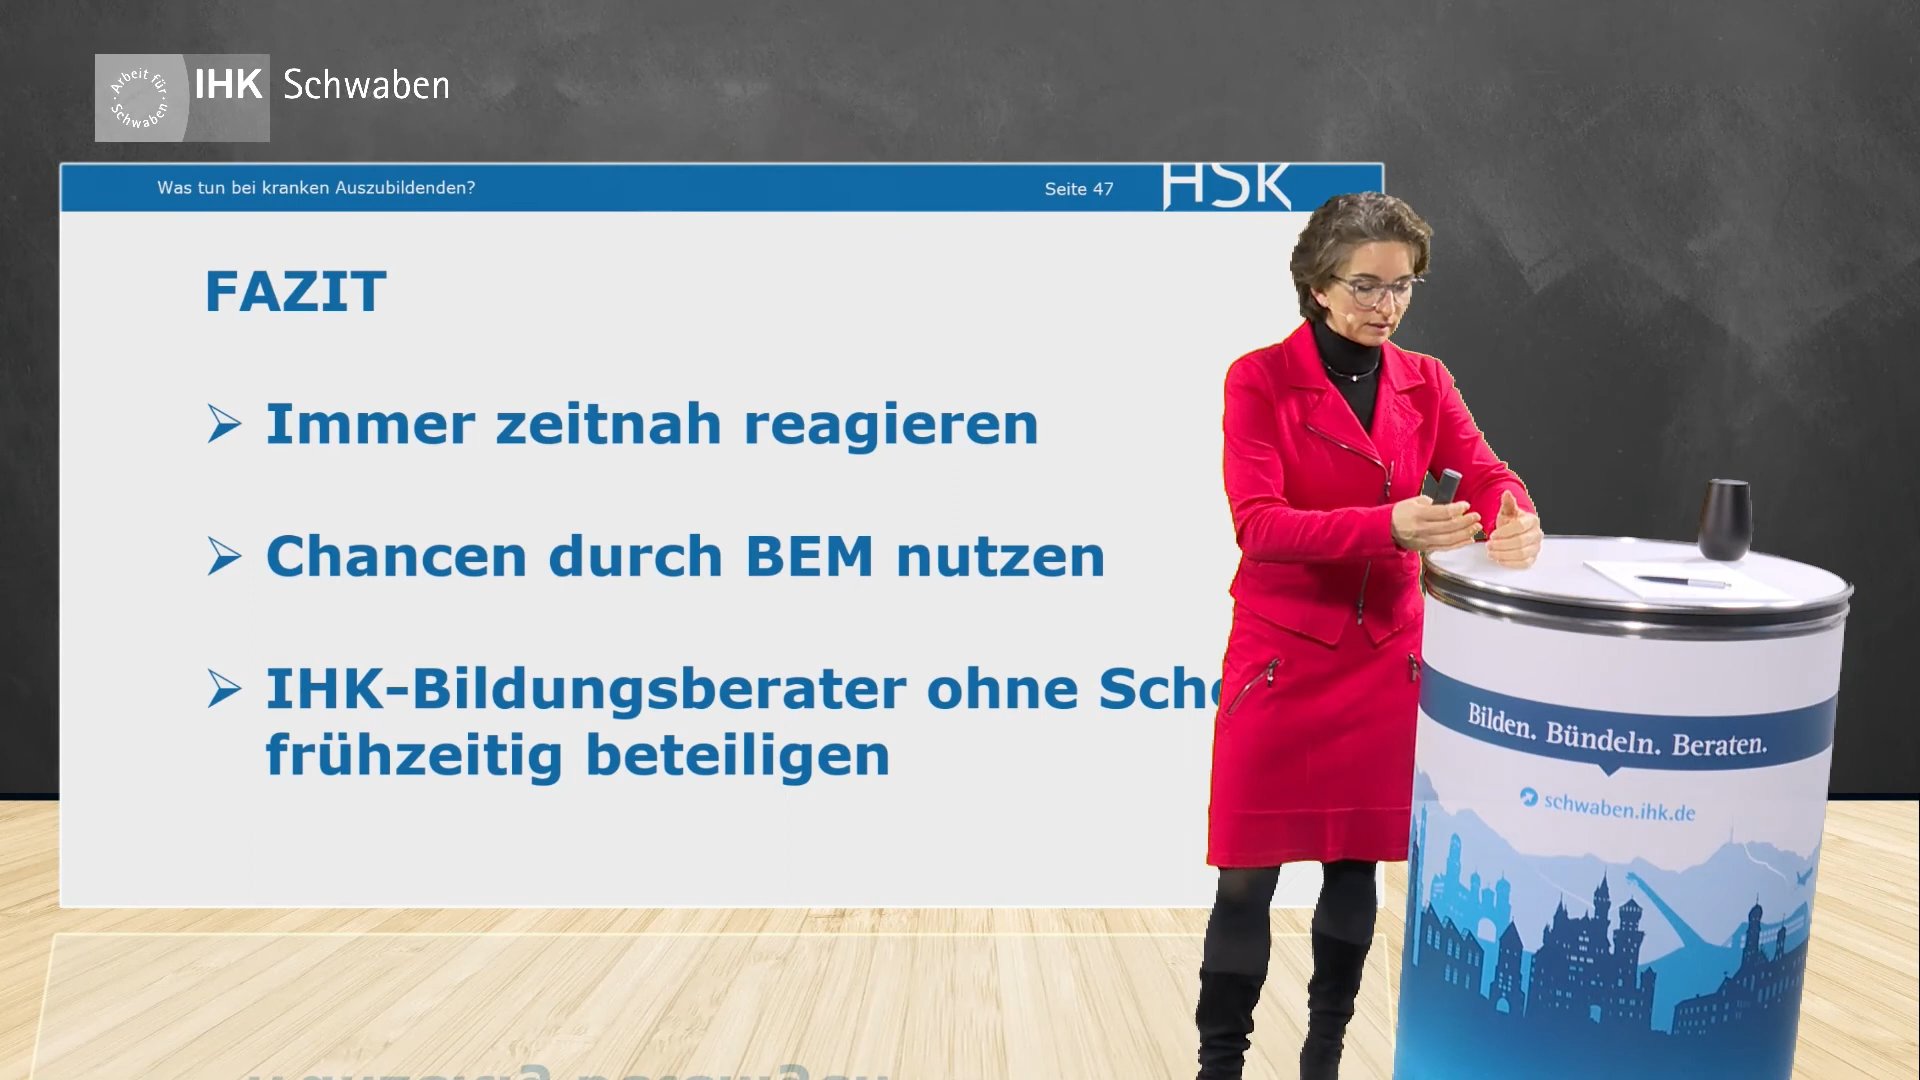 Arbeit für
Schwaben
IHK Schwaben
Was tun bei kranken Auszubildenden?
Seite 47
HSK
FAZIT
Immer zeitnah reagieren
Chancen durch BEM nutzen
IHK-Bildungsberater ohne
frühzeitig beteiligen
Bilden. Bündeln. Beraten.
schwaben.ihk.de